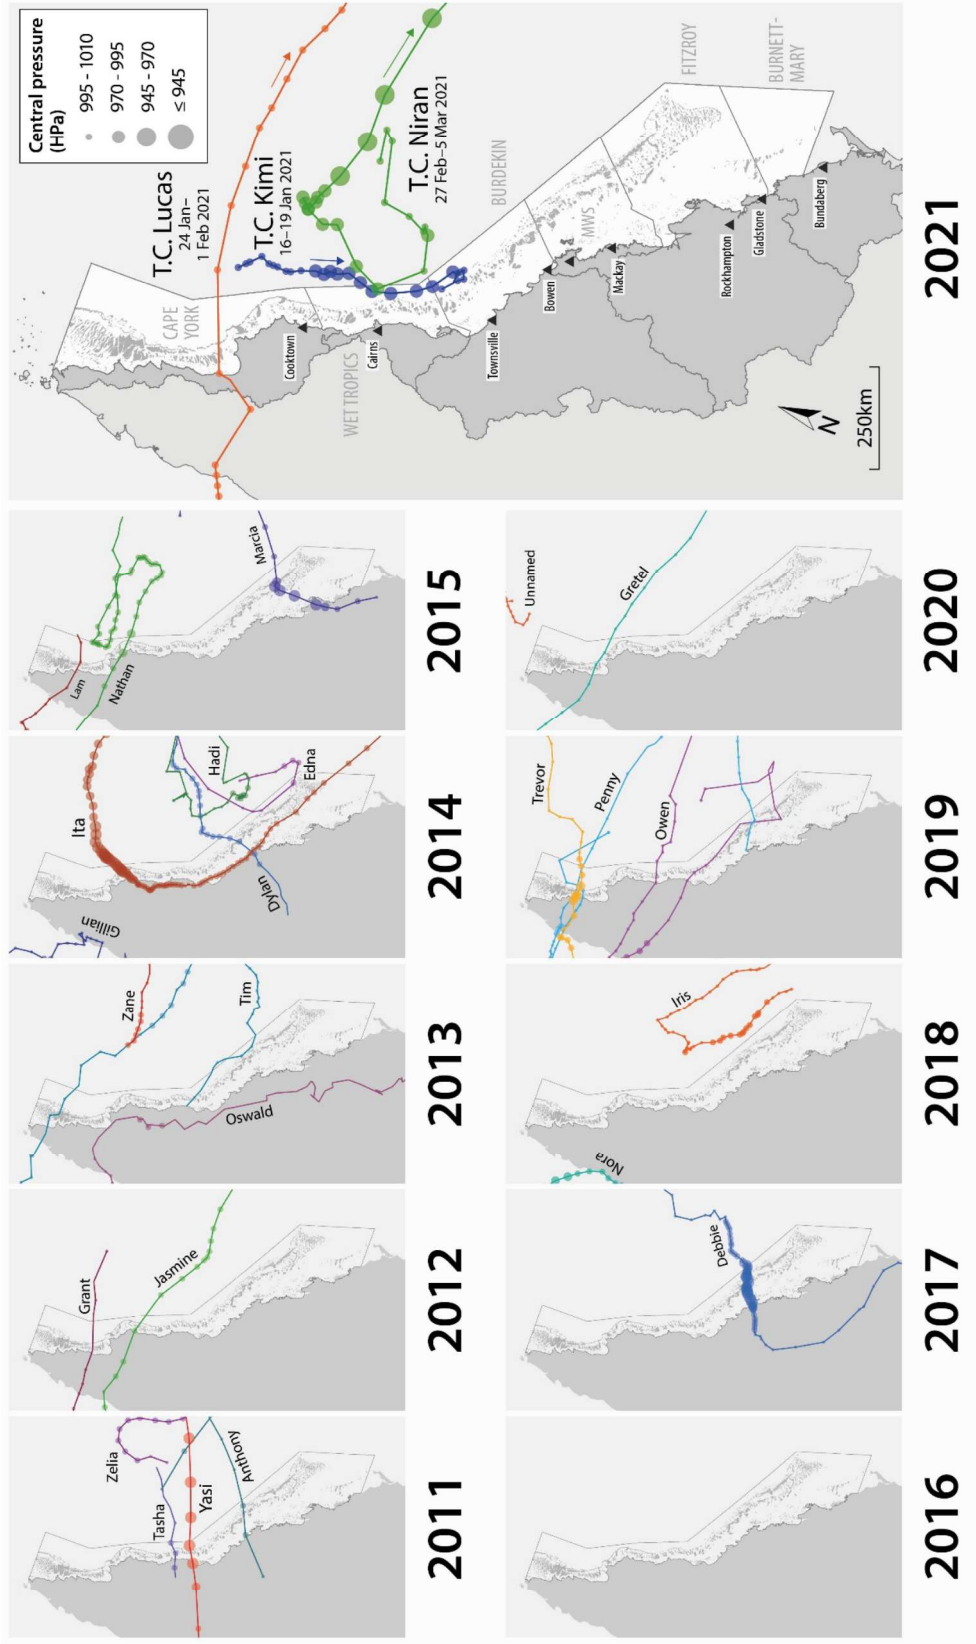 2011
Zelia
Tasha
Yasi
Anthony
2012
Grant
Jasmine
2013
Zane
Tim
Oswald
2014
Ita
Hadi
Edna
Dylan
Gillian
2015
Lam
Nathan
Marcia
2016
2017
Debbie
2018
Iris
Nora
2019
Trevor
Penny
Owen
2020
Unnamed
Gretel
2021
Central pressure
(HPa)
995 - 1010
970 - 995
945 - 970
≤ 945
T.C. Lucas
24 Jan–
1 Feb 2021
T.C. Kimi
16–19 Jan 2021
T.C. Niran
27 Feb–5 Mar 2021
CAPE
YORK
WET TROPICS
BURDEKIN
MWS
FITZROY
BURNETT-
MARY
Cooktown
Cairns
Townsville
Bowen
Mackay
Rockhampton
Gladstone
Bundaberg
N
250km